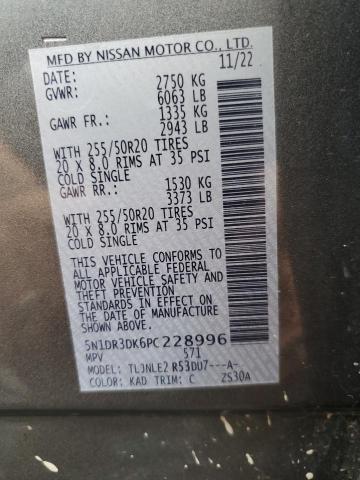 MFD BY NISSAN MOTOR CO., LTD.
DATE: 11/22
GVWR: 2750 KG
6063 LB
GAWR FR.: 1335 KG
2943 LB
WITH 255/50R20 TIRES
20 X 8.0 RIMS AT 35 PSI
COLD SINGLE
GAWR RR.: 1530 KG
3373 LB
WITH 255/50R20 TIRES
20 X 8.0 RIMS AT 35 PSI
COLD SINGLE
THIS VEHICLE CONFORMS TO
ALL APPLICABLE FEDERAL
MOTOR VEHICLE SAFETY AND
THEFT PREVENTION
STANDARDS IN EFFECT ON
THE DATE OF MANUFACTURE
SHOWN ABOVE.
5N1DR3DK6PC228996
MPV 571
MODEL: TL0NLE2 R53DU7---A-
COLOR: KAD TRIM: C ZS30A